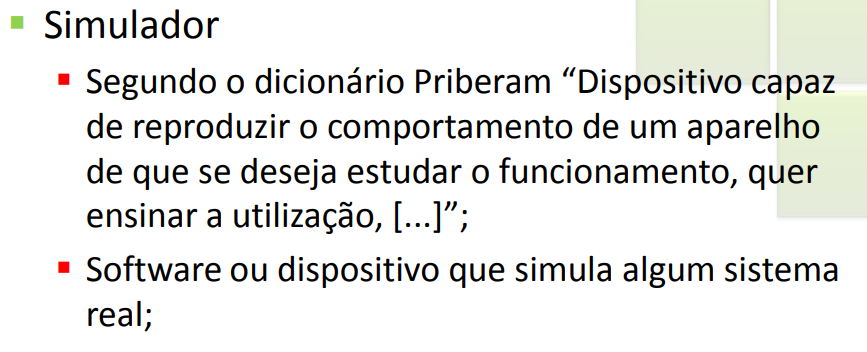 Simulador
Segundo o dicionário Priberam “Dispositivo capaz
de reproduzir o comportamento de um aparelho
de que se deseja estudar o funcionamento, quer
ensinar a utilização, [...]”;
Software ou dispositivo que simula algum sistema
real;